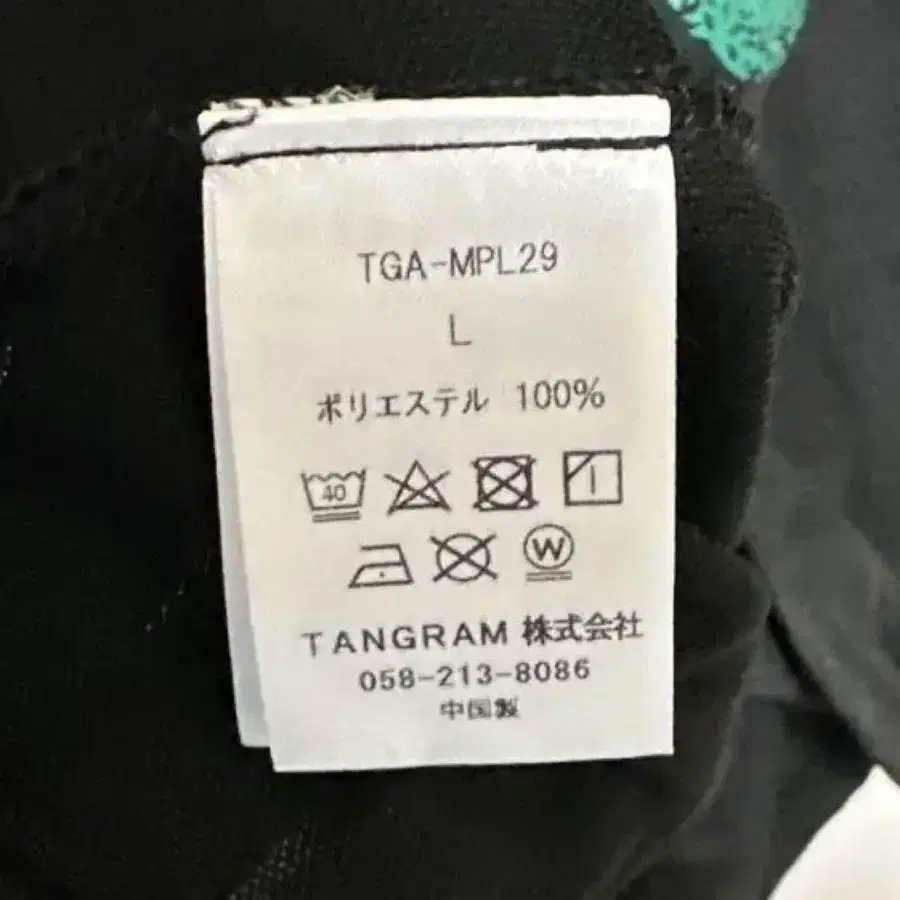 TGA-MPL29
L
ポリエステル 100%
40
W
TANGRAM 株式会社
058-213-8086
中国製